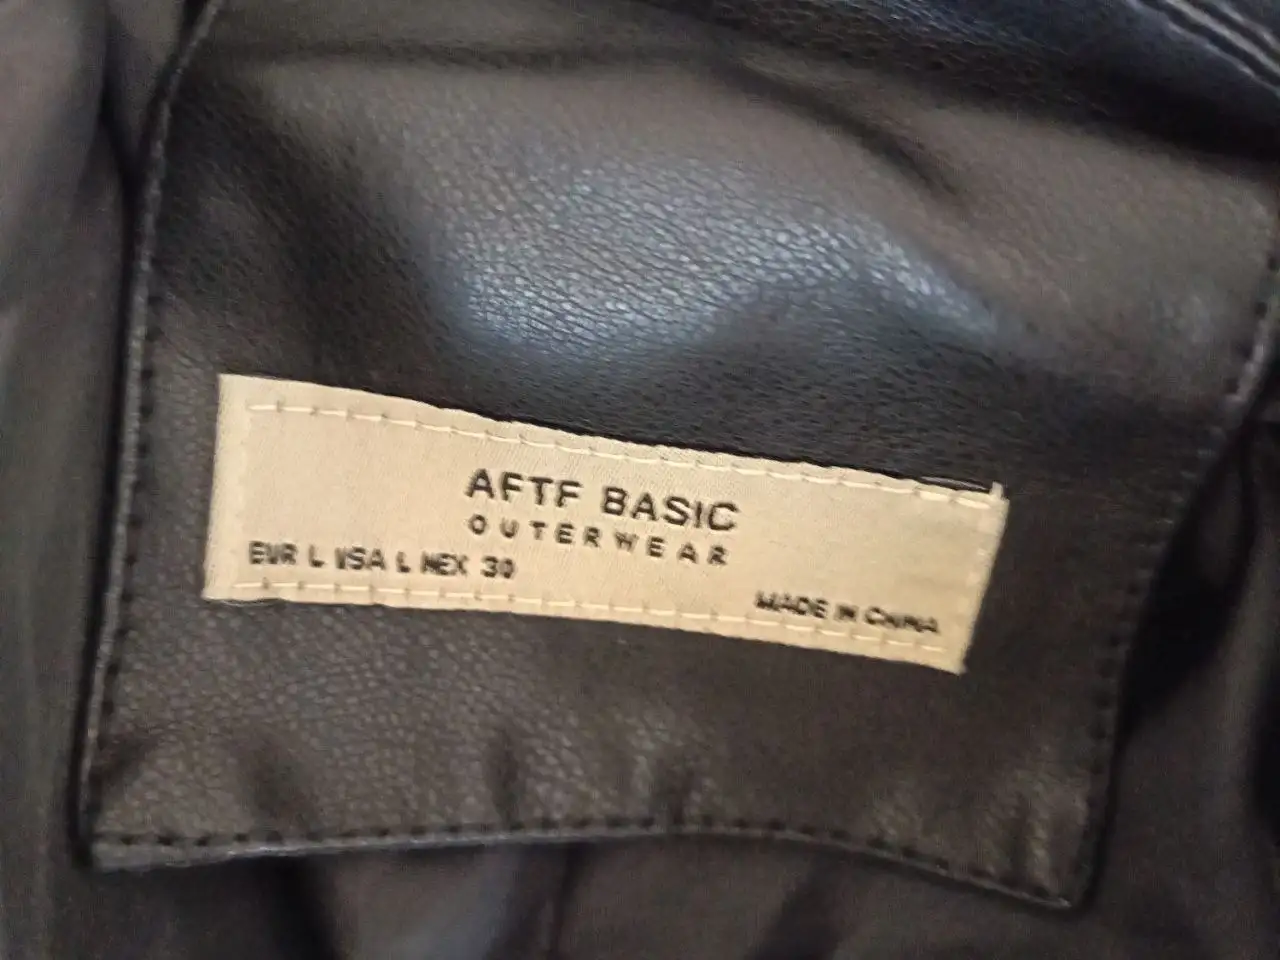 AFTF BASIC
OUTERWEAR
EUR L USA L MEX 30
MADE IN CHINA